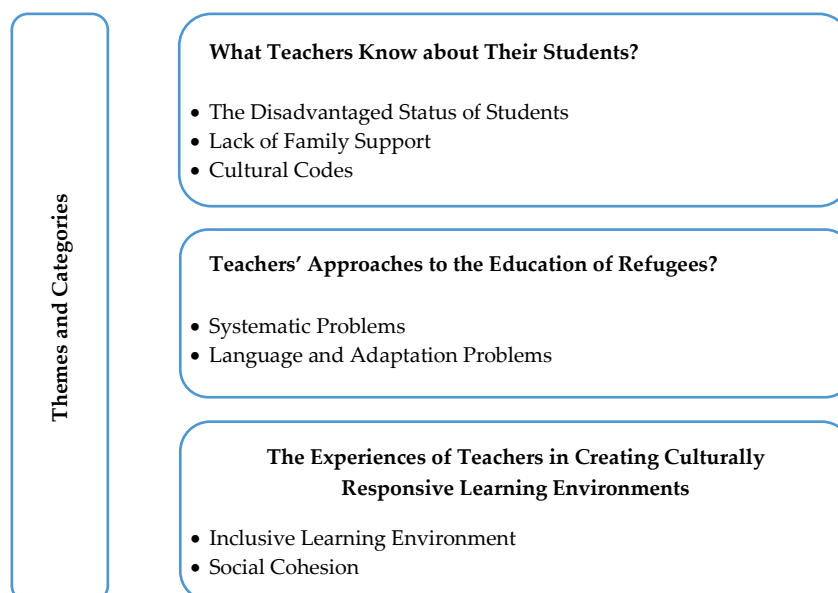 Themes and Categories
What Teachers Know about Their Students?
• The Disadvantaged Status of Students
• Lack of Family Support
• Cultural Codes
Teachers’ Approaches to the Education of Refugees?
• Systematic Problems
• Language and Adaptation Problems
The Experiences of Teachers in Creating Culturally
Responsive Learning Environments
• Inclusive Learning Environment
• Social Cohesion